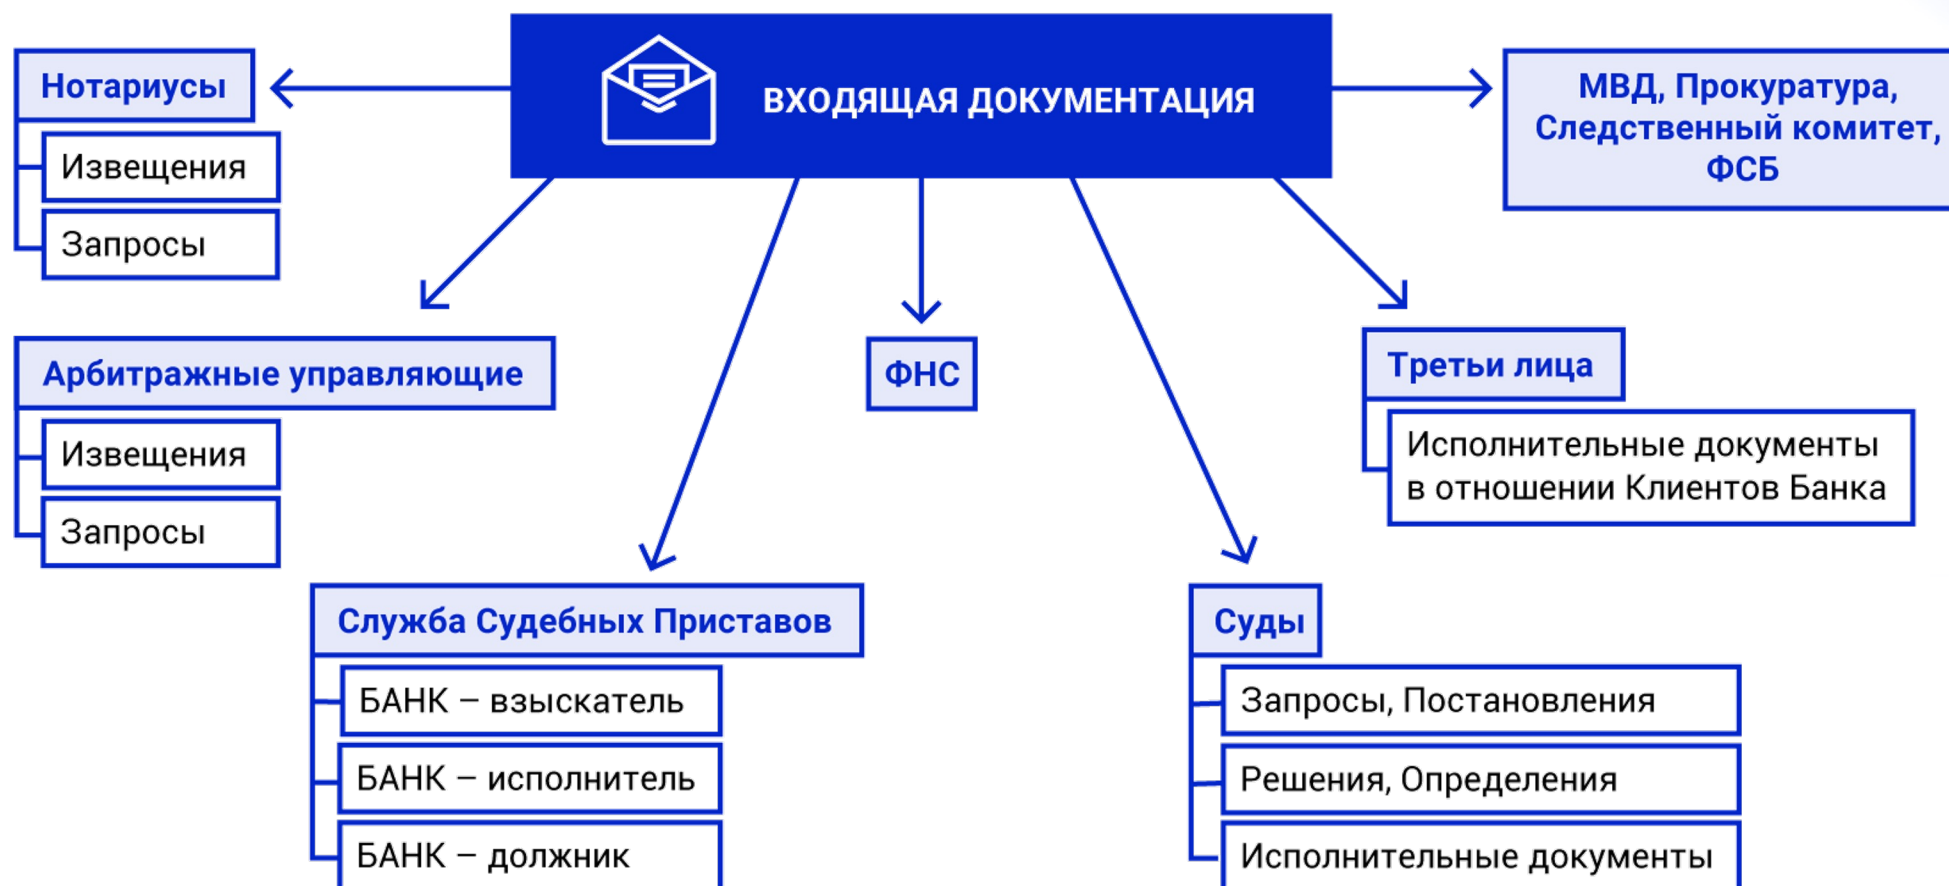 ВХОДЯЩАЯ ДОКУМЕНТАЦИЯ
Нотариусы
Извещения
Запросы
МВД, Прокуратура,
Следственный комитет,
ФСБ
Арбитражные управляющие
Извещения
Запросы
ФНС
Третьи лица
Исполнительные документы
в отношении Клиентов Банка
Служба Судебных Приставов
БАНК – взыскатель
БАНК – исполнитель
БАНК – должник
Суды
Запросы, Постановления
Решения, Определения
Исполнительные документы